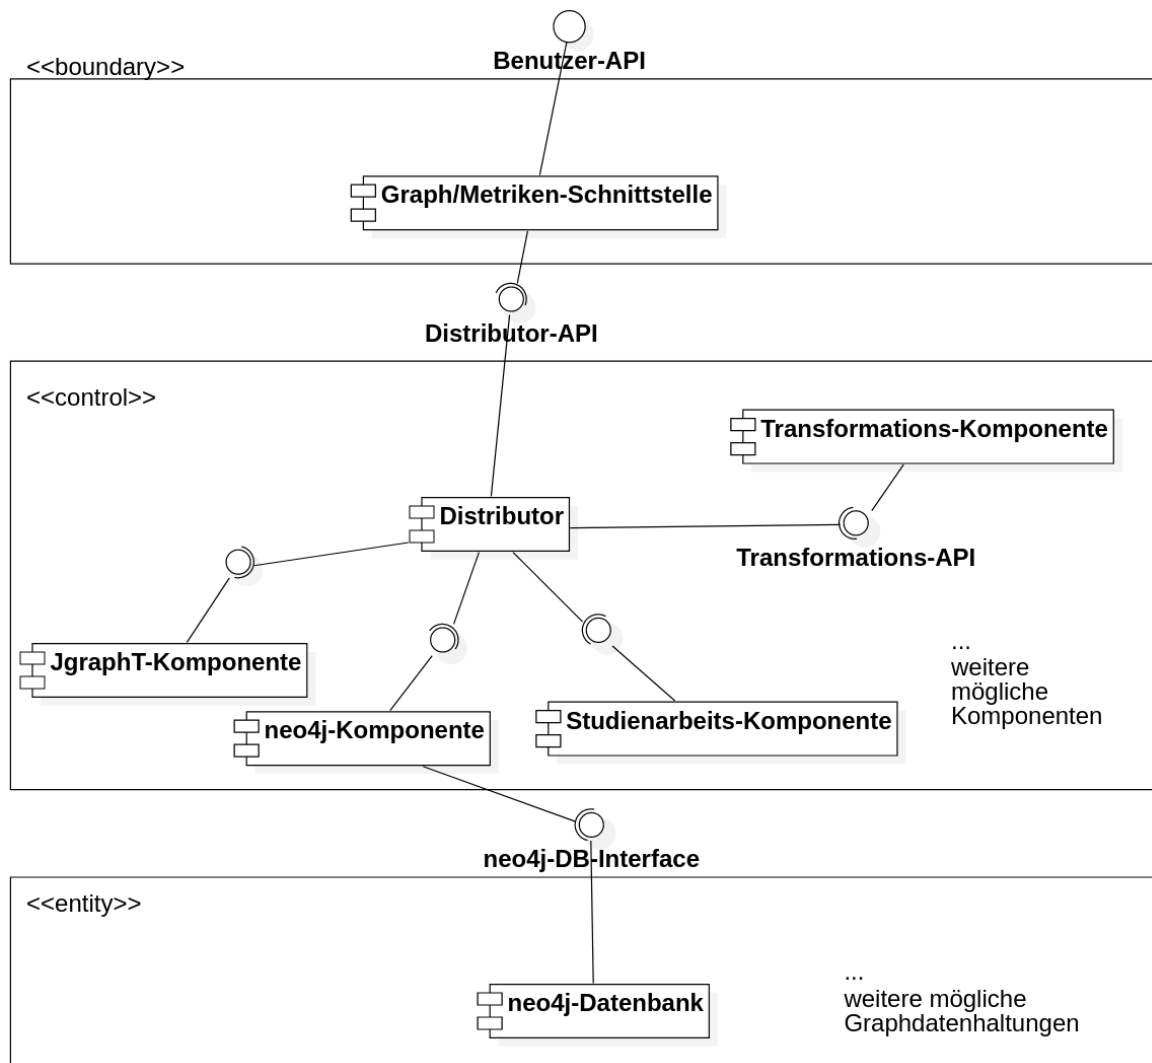 Benutzer-API
<<boundary>>
Graph/Metriken-Schnittstelle
Distributor-API
<<control>>
Transformations-Komponente
Distributor
Transformations-API
JgraphT-Komponente
neo4j-Komponente
Studienarbeits-Komponente
...
weitere
mögliche
Komponenten
neo4j-DB-Interface
<<entity>>
neo4j-Datenbank
...
weitere mögliche
Graphdatenhaltungen